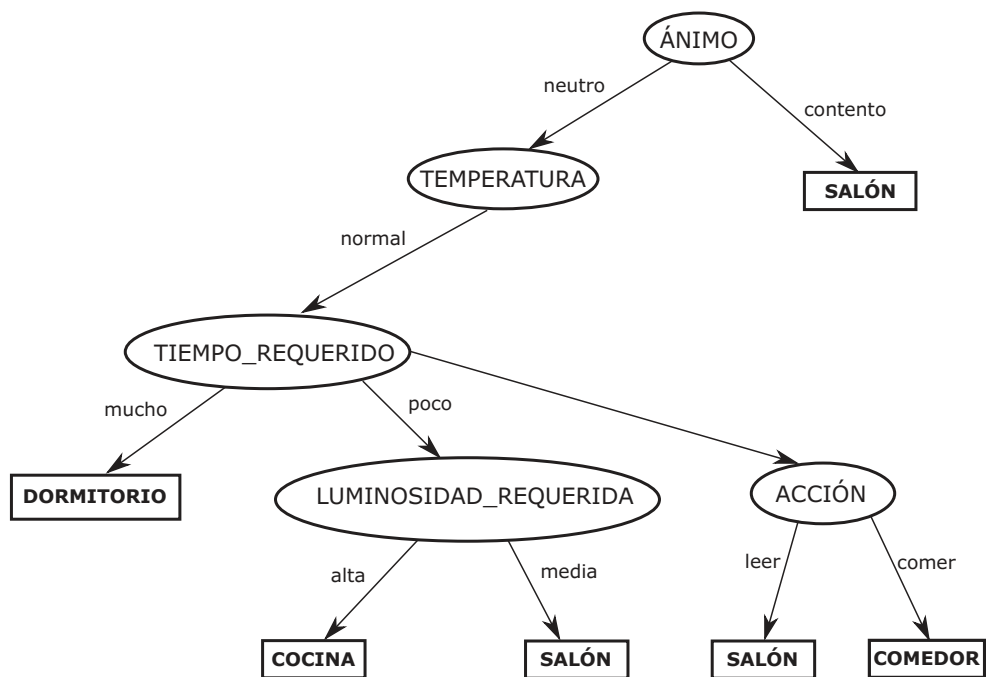 ÁNIMO
neutro
contento
TEMPERATURA
SALÓN
normal
TIEMPO_REQUERIDO
mucho
poco
DORMITORIO
LUMINOSIDAD_REQUERIDA
ACCIÓN
alta
media
leer
comer
COCINA
SALÓN
SALÓN
COMEDOR